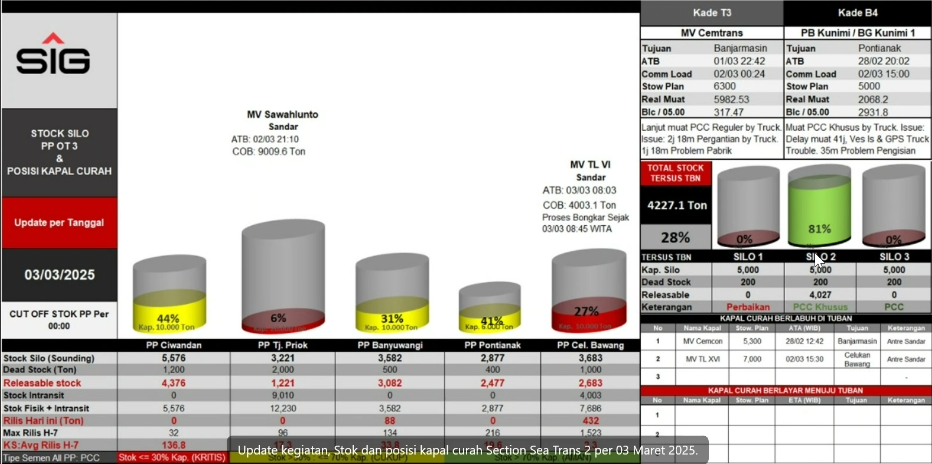 SIG
STOCK SILO
PP OT 3
&
POSISI KAPAL CURAH
Update per Tanggal
03/03/2025
CUT OFF STOK PP Per
00:00
MV Sawahlunto
Sandar
ATB: 02/03 21:10
COB: 9009.6 Ton
MV TL VI
Sandar
ATB: 03/03 08:03
COB: 4003.1 Ton
Proses Bongkar Sejak
03/03 08:45 WITA
44% 6% 31% 41% 27%
Kap. 10.000 Ton Kap. 10.000 Ton Kap. 6.000 Ton
PP Ciwandan PP Tj. Priok PP Banyuwangi PP Pontianak PP Cel. Bawang
Stock Silo (Sounding) 5,576 3,221 3,582 2,877 3,683
Dead Stock (Ton) 1,200 2,000 500 400 1,000
Releasable stock 4,376 1,221 3,082 2,477 2,683
Stock Intransit 0 9,010 0 0 4,003
Stok Fisik + Intransit 5,576 12,230 3,582 2,877 7,686
Rilis Hari ini (Ton) 0 0 88 0 432
Max Rilis H-7 32 96 134 216 1,523
KS:Avg Rilis H-7 136.8
Tipe Semen All PP: PCC Stok <= 30% Kap. (KRITIS)
Kade T3 Kade B4
MV Cemtrans PB Kunimi / BG Kunimi 1
Tujuan Banjarmasin Tujuan Pontianak
ATB 01/03 22:42 ATB 28/02 20:02
Comm Load 02/03 00:24 Comm Load 02/03 15:00
Stow Plan 6300 Stow Plan 5000
Real Muat 5982.53 Real Muat 2068.2
Blc / 05.00 317.47 Blc / 05.00 2931.8
Lanjut muat PCC Reguler by Truck.
Issue: 2j 18m Pergantian by Truck.
1j 18m Problem Pabrik
Muat PCC Khusus by Truck. Issue:
Delay muat 41j, Ves Is & GPS Truck
Trouble. 35m Problem Pengisian
TOTAL STOCK
TERSUS TBN
4227.1 Ton
28%
0% 81% 0%
TERSUS TBN SILO 1 SILO 2 SILO 3
Kap. Silo 5,000 5,000 5,000
Dead Stock 200 200 200
Releasable 0 4,027 0
Keterangan Perbaikan PCC Khusus PCC
KAPAL CURAH BERLABUH DI TUBAN
No Nama Kapal Stow. Plan ATA (WIB) Tujuan Keterangan
1 MV Cemcon 5,300 28/02 12:42 Banjarmasin Antre Sandar
2 MV TL XVI 7,000 02/03 15:30 Celukan Bawang Antre Sandar
3 -
KAPAL CURAH BERLAYAR MENUJU TUBAN
No Nama Kapal Stow. Plan ETA (WIB) Tujuan Keterangan
1
2
Update kegiatan, Stok dan posisi kapal curah Section Sea Trans 2 per 03 Maret 2025.